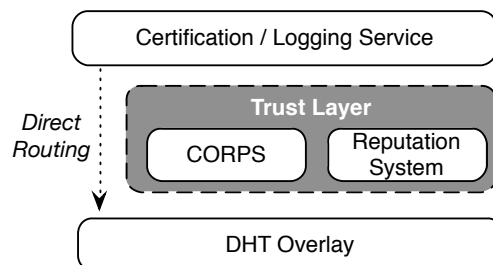 Certification / Logging Service
Direct
Routing
Trust Layer
CORPS
Reputation
System
DHT Overlay